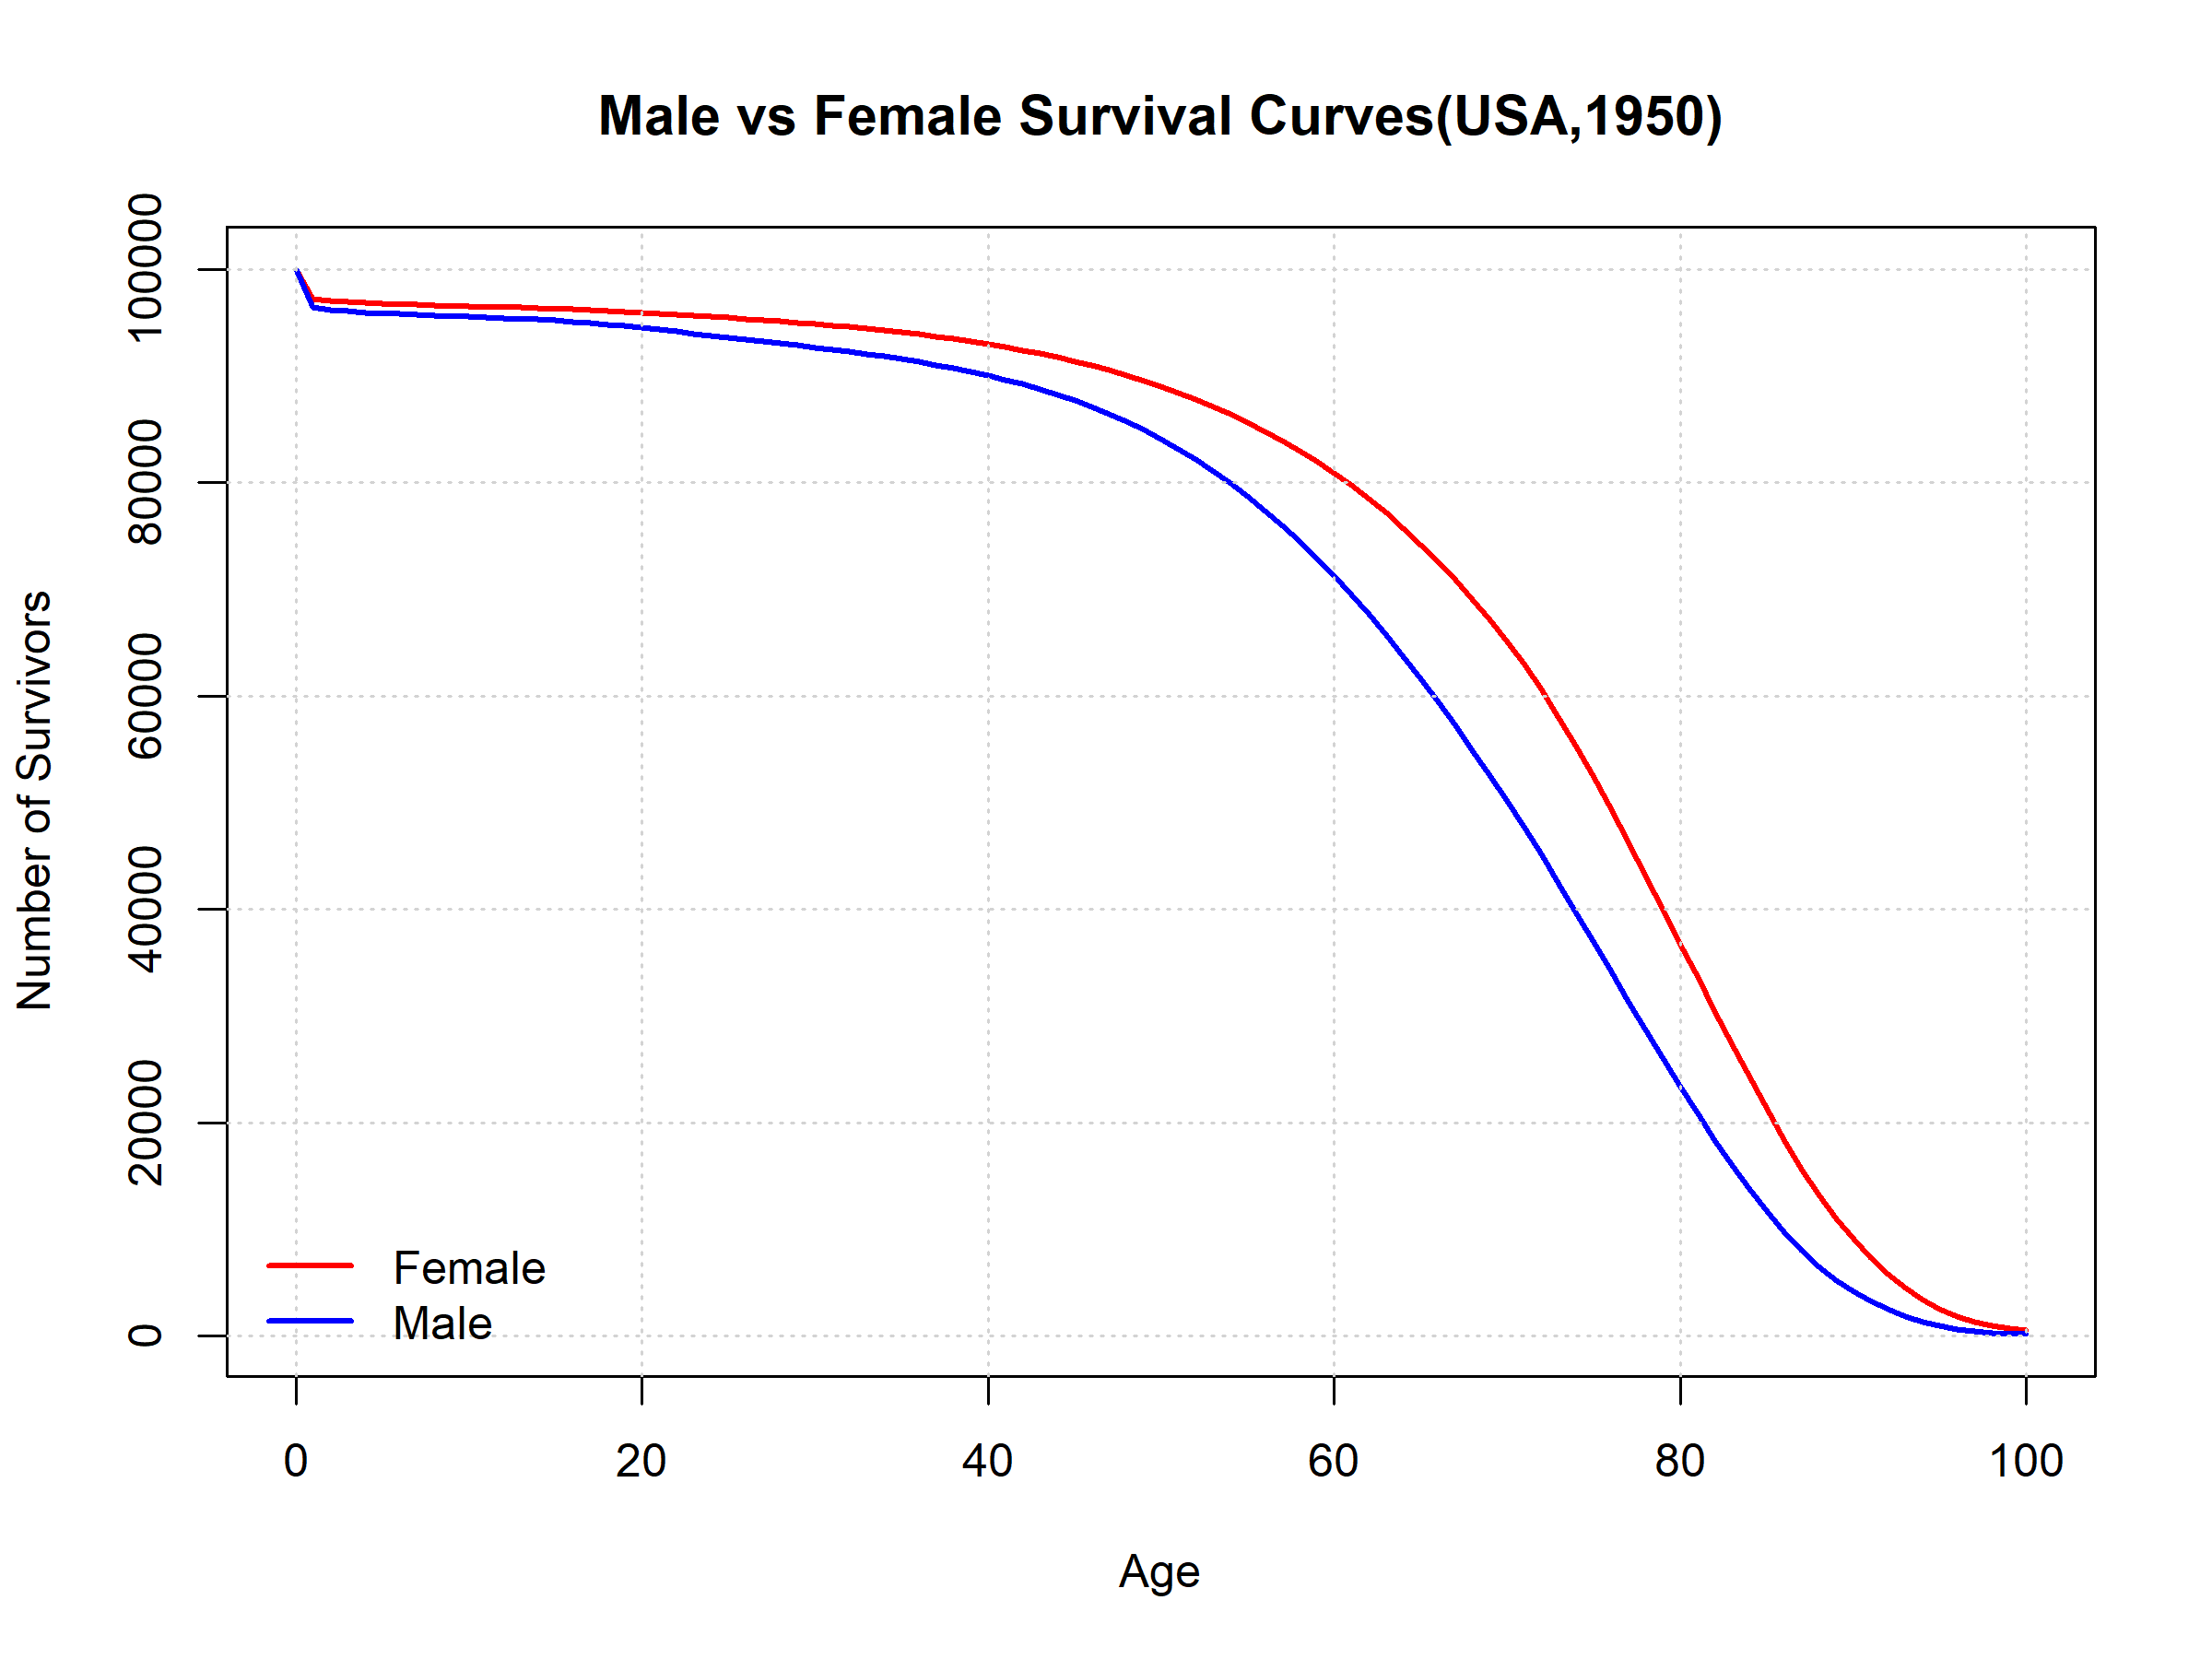 Male vs Female Survival Curves(USA,1950)
Number of Survivors
100000
80000
60000
40000
20000
0
Female
Male
0 20 40 60 80 100
Age